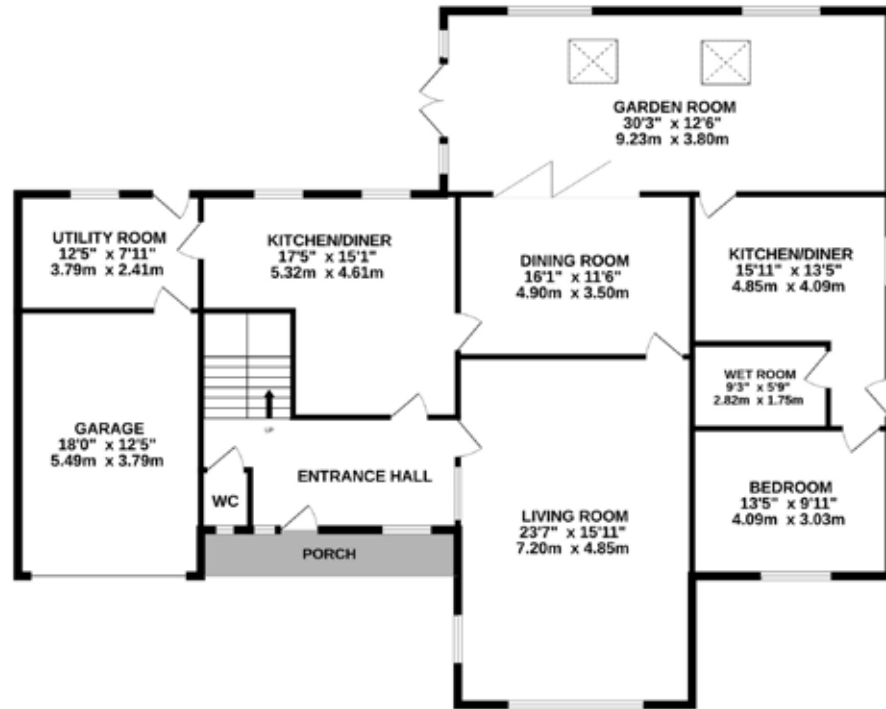 GARDEN ROOM
30'3" x 12'6"
9.23m x 3.80m
UTILITY ROOM
12'5" x 7'11"
3.79m x 2.41m
KITCHEN/DINER
17'5" x 15'1"
5.32m x 4.61m
DINING ROOM
16'1" x 11'6"
4.90m x 3.50m
KITCHEN/DINER
15'11" x 13'5"
4.85m x 4.09m
WET ROOM
9'3" x 5'9"
2.82m x 1.75m
GARAGE
18'0" x 12'5"
5.49m x 3.79m
UP
ENTRANCE HALL
WC
PORCH
LIVING ROOM
23'7" x 15'11"
7.20m x 4.85m
BEDROOM
13'5" x 9'11"
4.09m x 3.03m